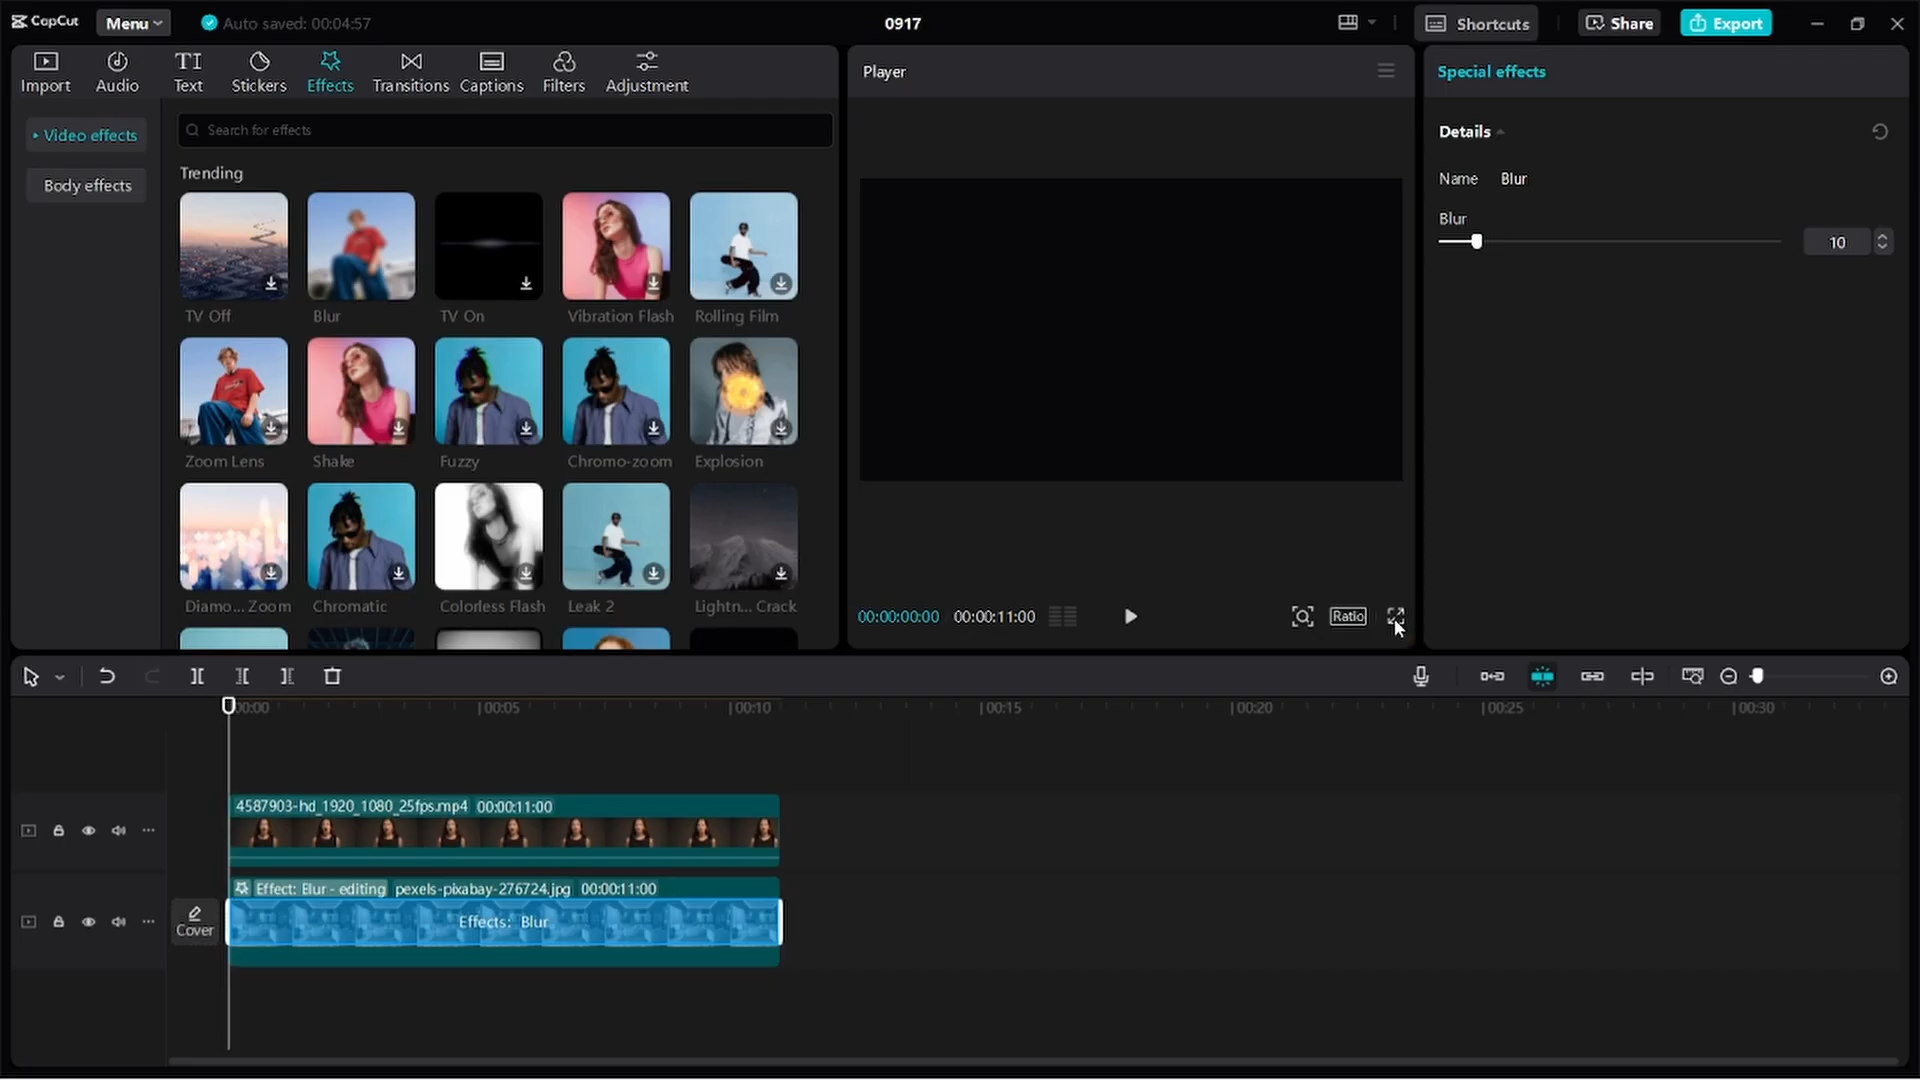 CapCut Menu Auto saved: 00:04:57 0917 Shortcuts Share Export
Import Audio Text Stickers Effects Transitions Captions Filters Adjustment
Player
Special effects
Video effects
Body effects
Search for effects
Trending
TV Off Blur TV On Vibration Flash Rolling Film
Zoom Lens Shake Fuzzy Chromo-zoom Explosion
Diamo... Zoom Chromatic Colorless Flash Leak 2 Lightn... Crack
00:00:00:00 00:00:11:00 Ratio
Details
Name Blur
Blur
10
00:00 00:05 00:10 00:15 00:20 00:25 00:30
4587903-hd_1920_1080_25fps.mp4 00:00:11:00
Effect: Blur - editing pexels-pixabay-276724.jpg 00:00:11:00
Effects: Blur
Cover